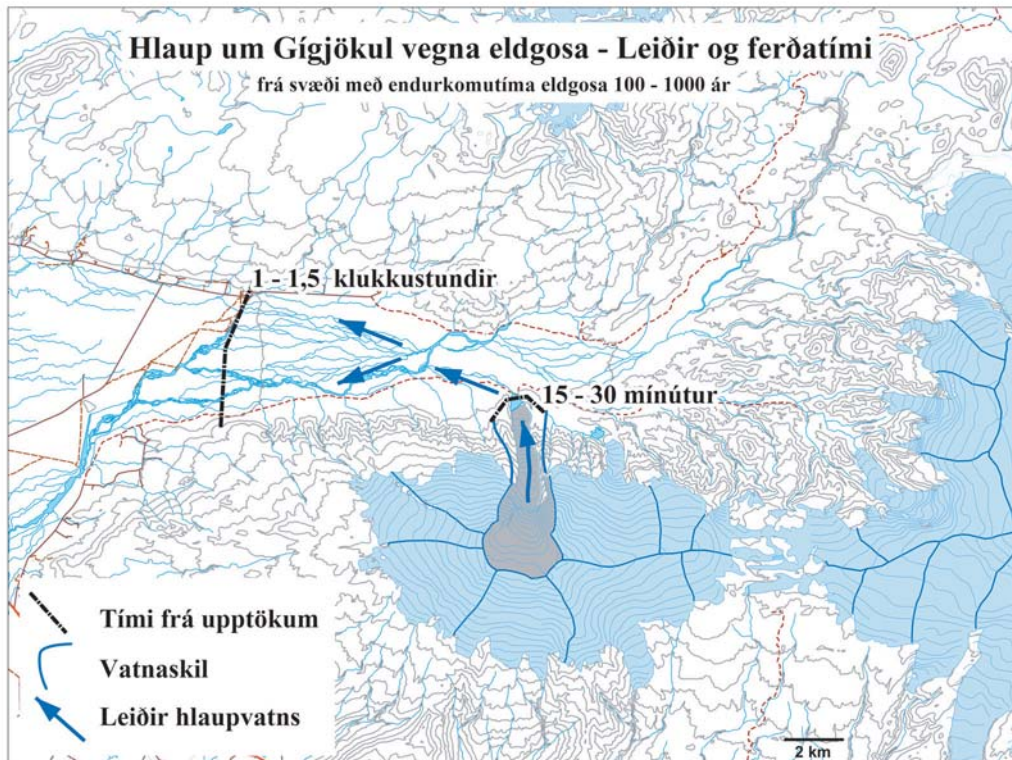 Hlaup um Gígjökul vegna eldgosa - Leiðir og ferðatími
frá svæði með endurkomutíma eldgosa 100 - 1000 ár
1 - 1,5 klukkustundir
15 - 30 mínútur
Tími frá upptökum
Vatnaskil
Leiðir hlaupvatns
2 km